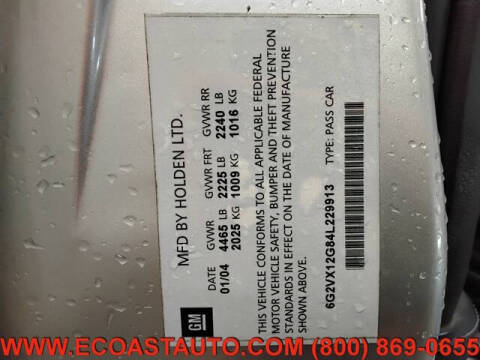 GM
MFD BY HOLDEN LTD.
DATE GVWR GVWR FRT GVWR RR
01/04 4465 LB 2225 LB 2240 LB
2025 KG 1009 KG 1016 KG
THIS VEHICLE CONFORMS TO ALL APPLICABLE FEDERAL
MOTOR VEHICLE SAFETY, BUMPER AND THEFT PREVENTION
STANDARDS IN EFFECT ON THE DATE OF MANUFACTURE
SHOWN ABOVE.
6G2VX12G84L229913 TYPE: PASS CAR
WWW.ECOASTAUTO.COM (800) 869-0655